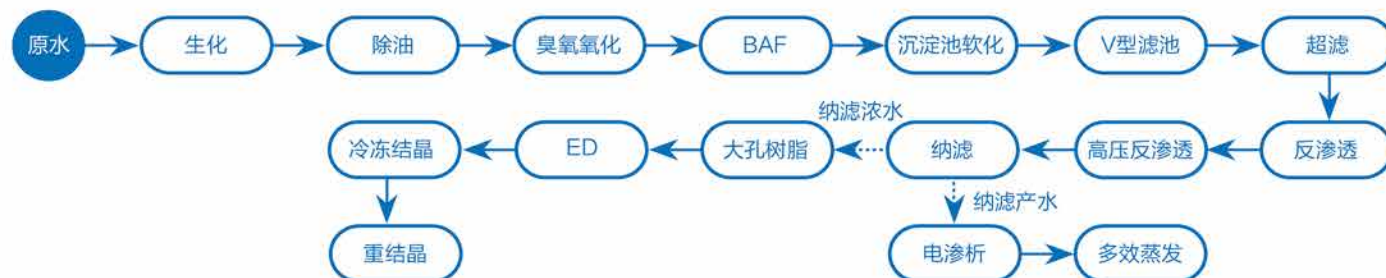 原水
生化
除油
臭氧氧化
BAF
沉淀池软化
V型滤池
超滤
反渗透
高压反渗透
纳滤
纳滤浓水
大孔树脂
ED
冷冻结晶
重结晶
纳滤产水
电渗析
多效蒸发